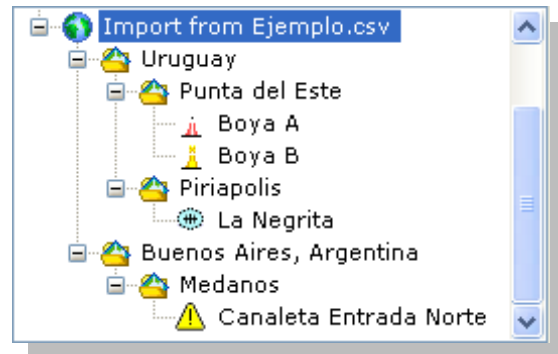 Import from Ejemplo.csv
Uruguay
Punta del Este
Boya A
Boya B
Piriapolis
La Negrita
Buenos Aires, Argentina
Medanos
Canaleta Entrada Norte